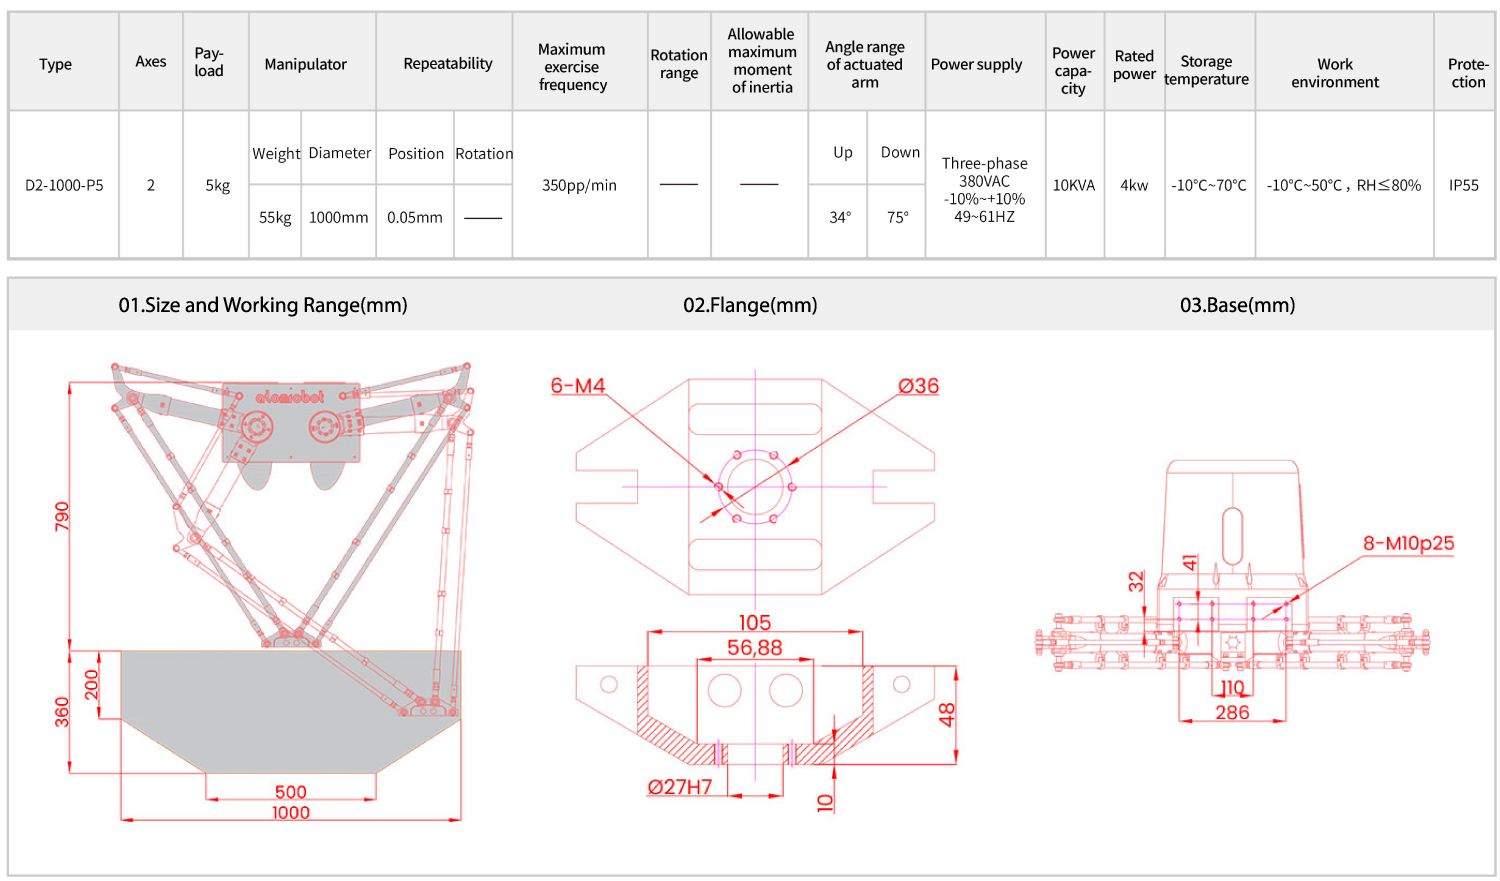 Type
Axes
Pay-
load
Manipulator
Repeatability
Maximum
exercise
frequency
Rotation
range
Allowable
maximum
moment
of inertia
Angle range
of actuated
arm
Power supply
Power
capa-
city
Rated
power
Storage
temperature
Work
environment
Prote-
ction
D2-1000-P5
2
5kg
Weight
Diameter
Position
Rotation
55kg
1000mm
0.05mm
350pp/min
Up
Down
34°
75°
Three-phase
380VAC
-10%~+10%
49~61HZ
10KVA
4kw
-10°C~70°C
-10°C~50°C , RH≤80%
IP55
01.Size and Working Range(mm)
02.Flange(mm)
03.Base(mm)
atomrobot
790
360
200
500
1000
6-M4
Ø36
105
56,88
48
Ø27H7
10
8-M10p25
41
32
110
286